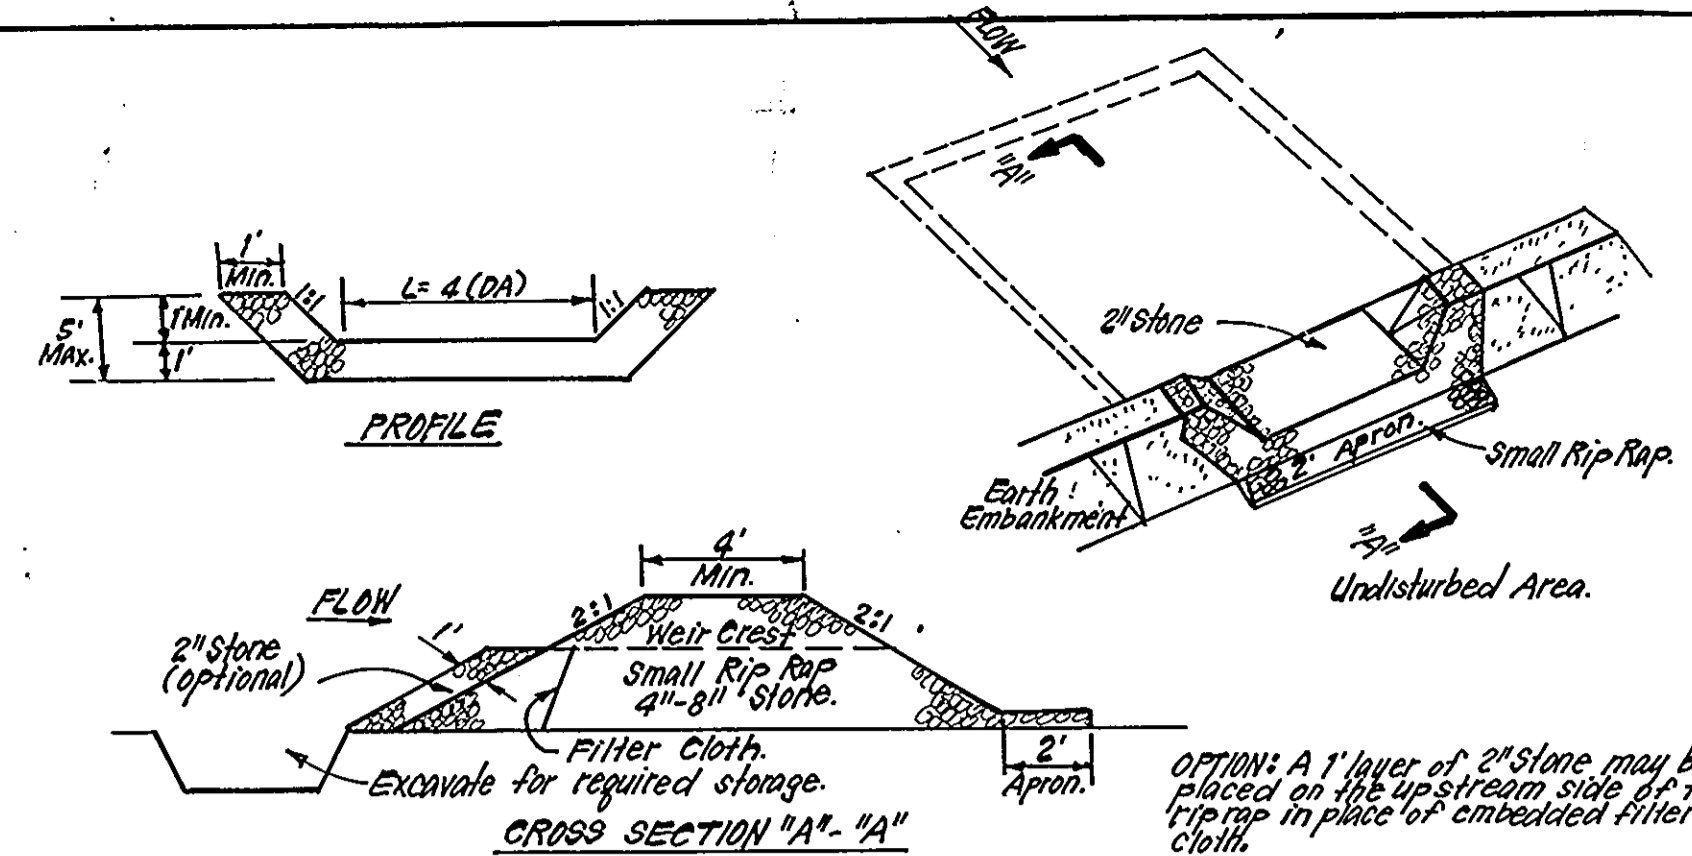 FLOW
"A"
1'
Min.
1:1
L= 4 (DA)
1:1
5'
Max.
1' Min.
1'
PROFILE
2" Stone
2' Apron.
Small Rip Rap.
Earth
Embankment
"A"
Undisturbed Area.
4'
Min.
FLOW
2:1
2:1
1'
Weir Crest
2" Stone
(optional)
Small Rip Rap
4"-8" Stone.
Filter Cloth.
Excavate for required storage.
2'
Apron.
CROSS SECTION "A"- "A"
OPTION: A 1' layer of 2" Stone may
placed on the upstream side of
rip rap in place of embedded filter
cloth.